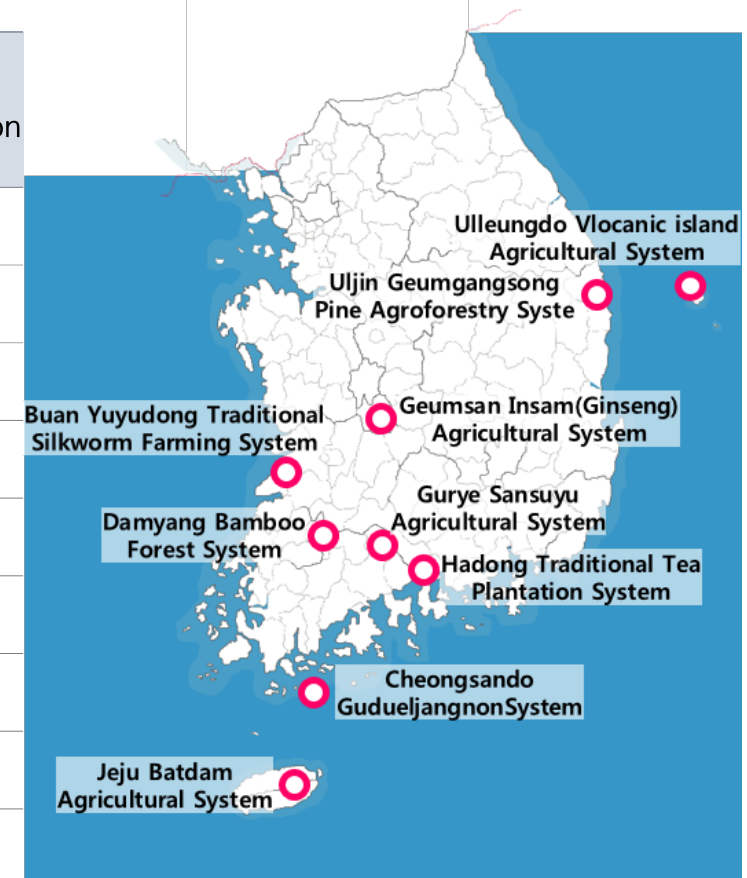 on
Ulleungdo Vlocanic island
Agricultural System
Uljin Geumgangsong
Pine Agroforestry Syste
Geumsan Insam(Ginseng)
Agricultural System
Buan Yuyudong Traditional
Silkworm Farming System
Gurye Sansuyu
Agricultural System
Damyang Bamboo
Forest System
Hadong Traditional Tea
Plantation System
Cheongsando
GudueljangnonSystem
Jeju Batdam
Agricultural System